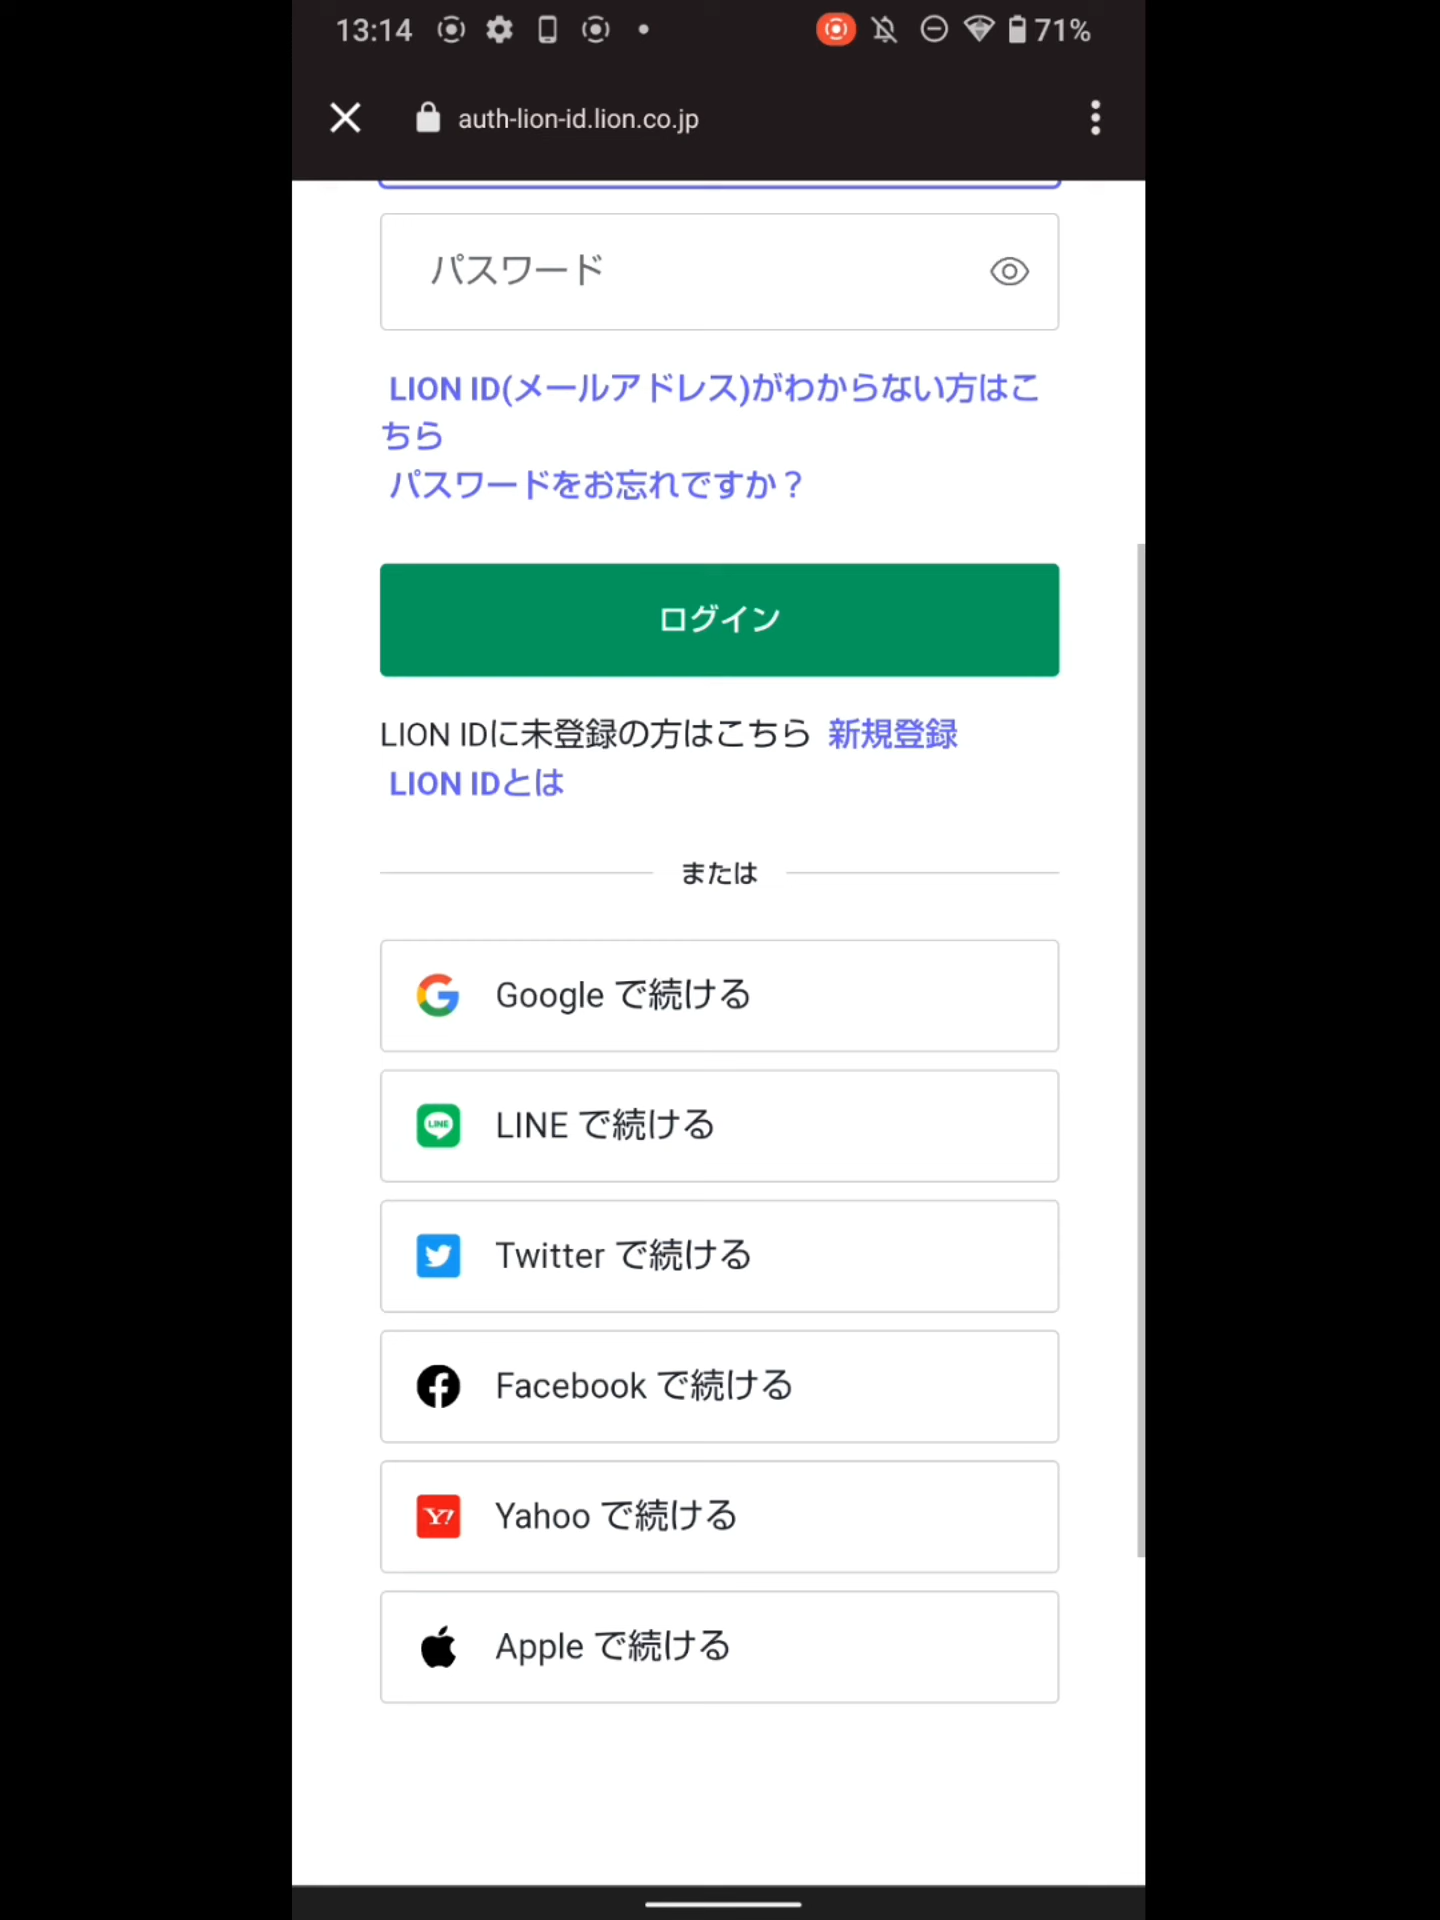 13:14
71%
auth-lion-id.lion.co.jp
パスワード
LION ID(メールアドレス)がわからない方はこ
ちら
パスワードをお忘れですか？
ログイン
LION IDに未登録の方はこちら 新規登録
LION IDとは
または
Google で続ける
LINE
LINE で続ける
Twitter で続ける
Facebook で続ける
Y!
Yahoo で続ける
Apple で続ける